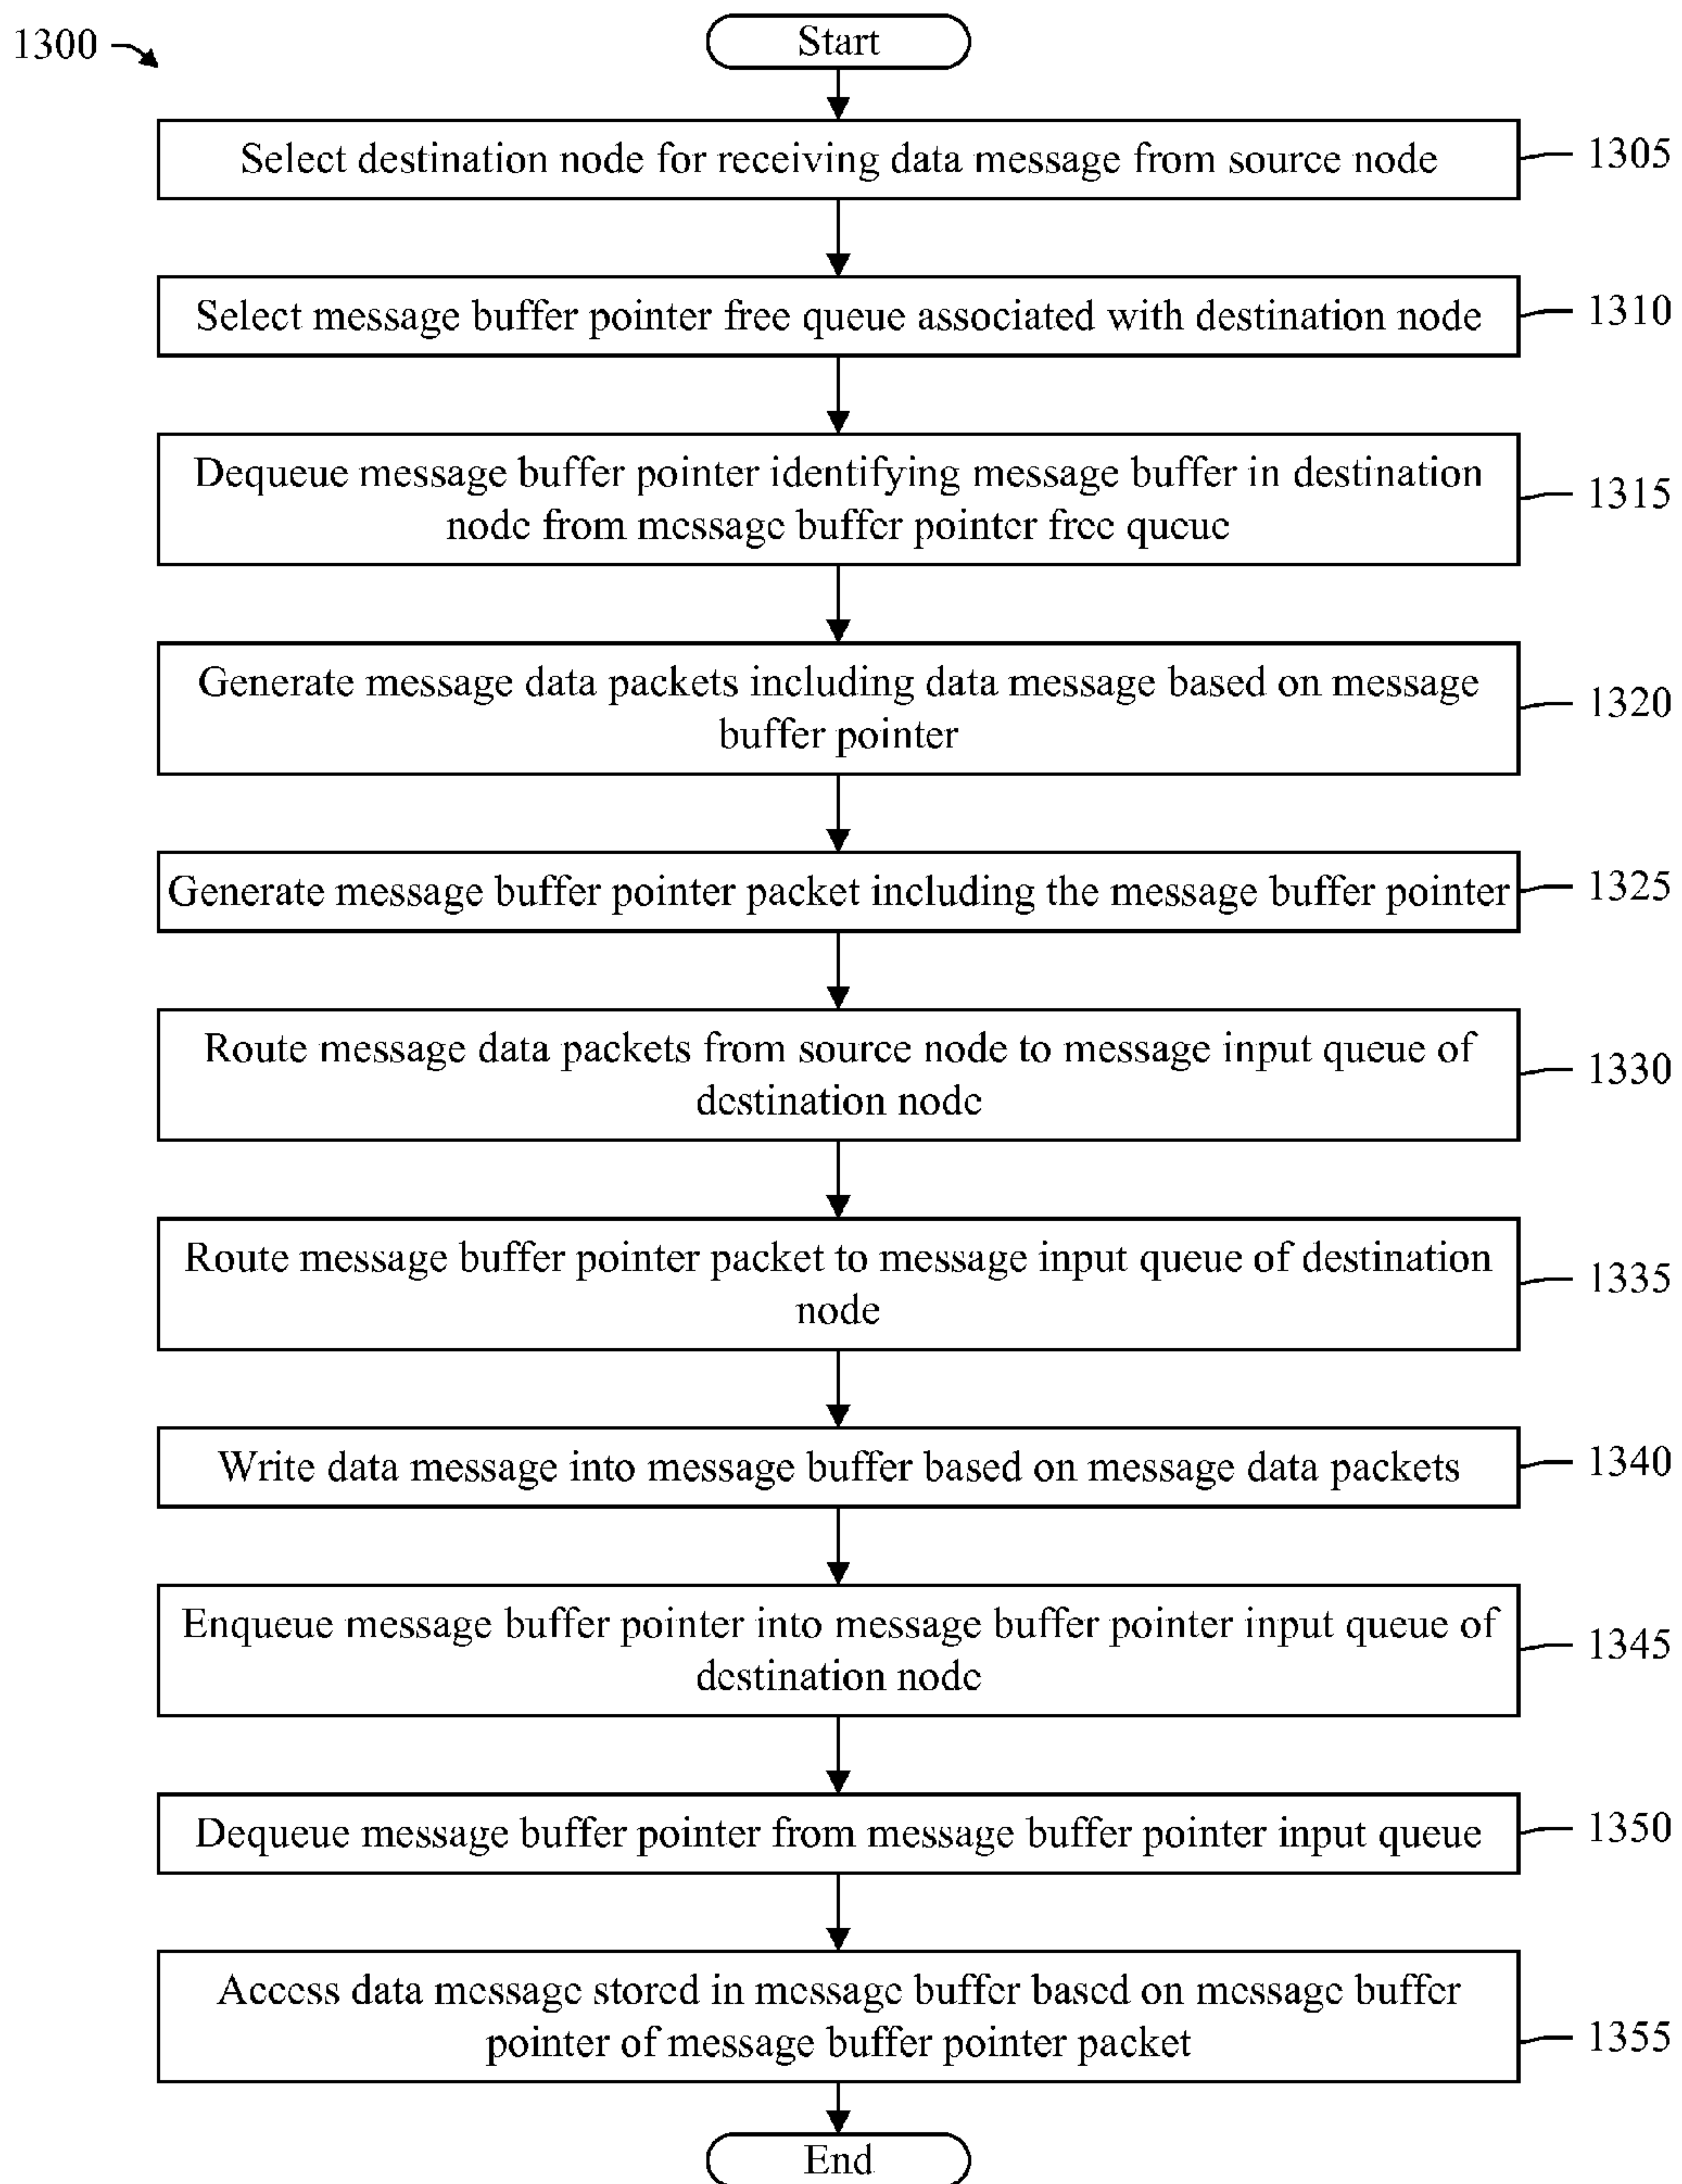 1300
Start
Select destination node for receiving data message from source node
1305
Select message buffer pointer free queue associated with destination node
1310
Dequeue message buffer pointer identifying message buffer in destination
node from message buffer pointer free queue
1315
Generate message data packets including data message based on message
buffer pointer
1320
Generate message buffer pointer packet including the message buffer pointer
1325
Route message data packets from source node to message input queue of
destination node
1330
Route message buffer pointer packet to message input queue of destination
node
1335
Write data message into message buffer based on message data packets
1340
Enqueue message buffer pointer into message buffer pointer input queue of
destination node
1345
Dequeue message buffer pointer from message buffer pointer input queue
1350
Access data message stored in message buffer based on message buffer
pointer of message buffer pointer packet
1355
End